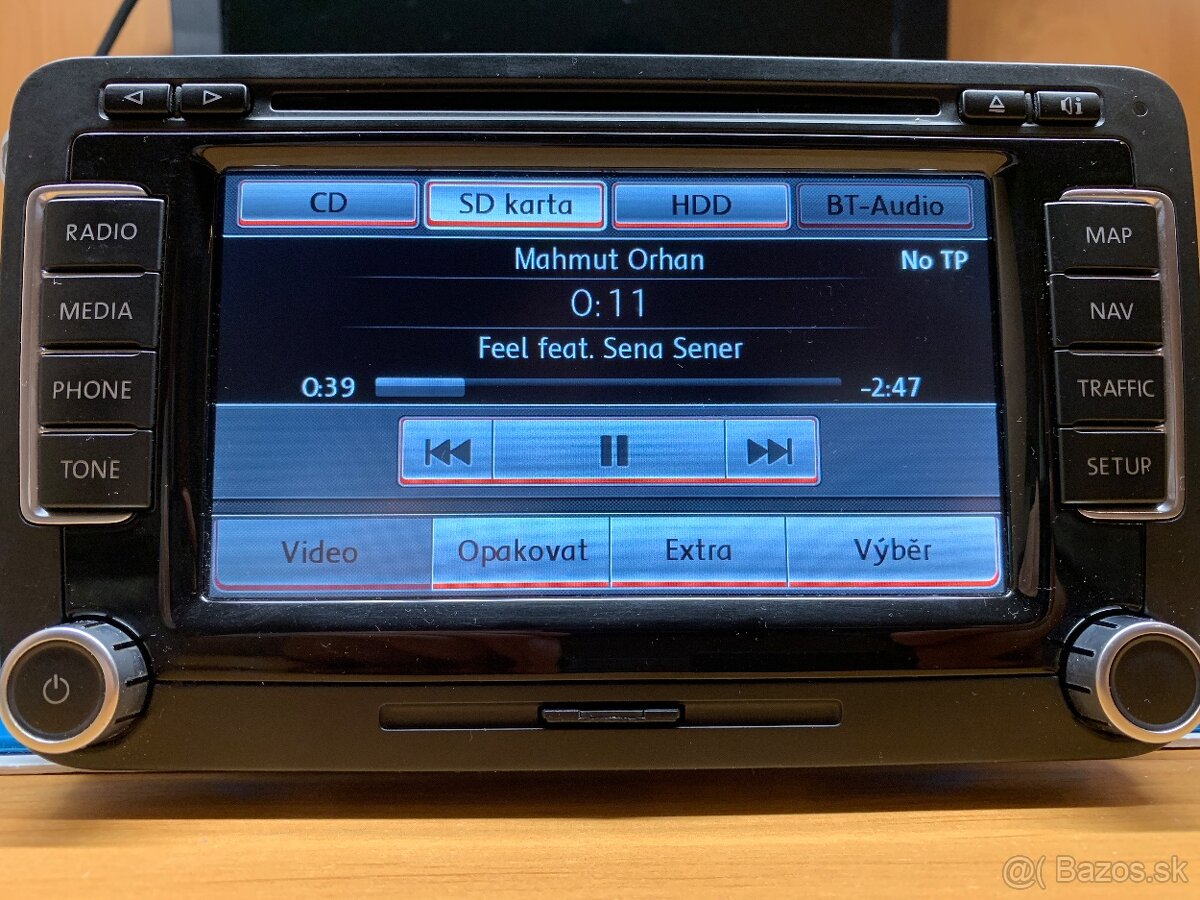 RADIO
MEDIA
PHONE
TONE
CD SD karta HDD BT-Audio
Mahmut Orhan No TP
0:11
Feel feat. Sena Sener
0:39 -2:47
Video Opakovat Extra Výběr
MAP
NAV
TRAFFIC
SETUP
@( Bazos.sk